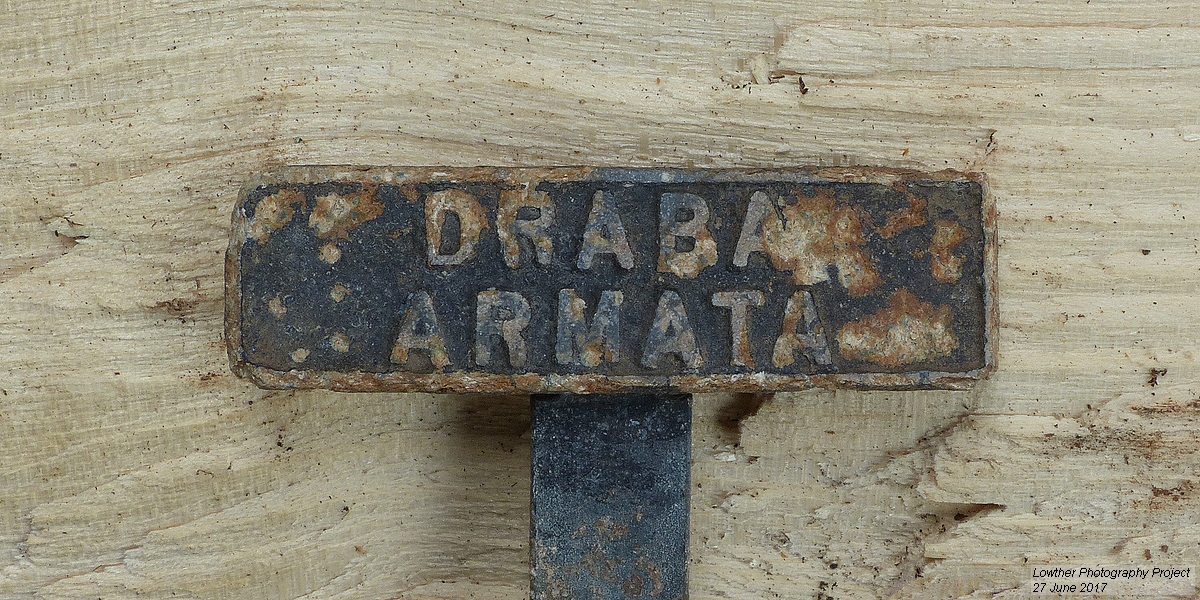 DRABA
ARMATA
Lowther Photography Project
27 June 2017